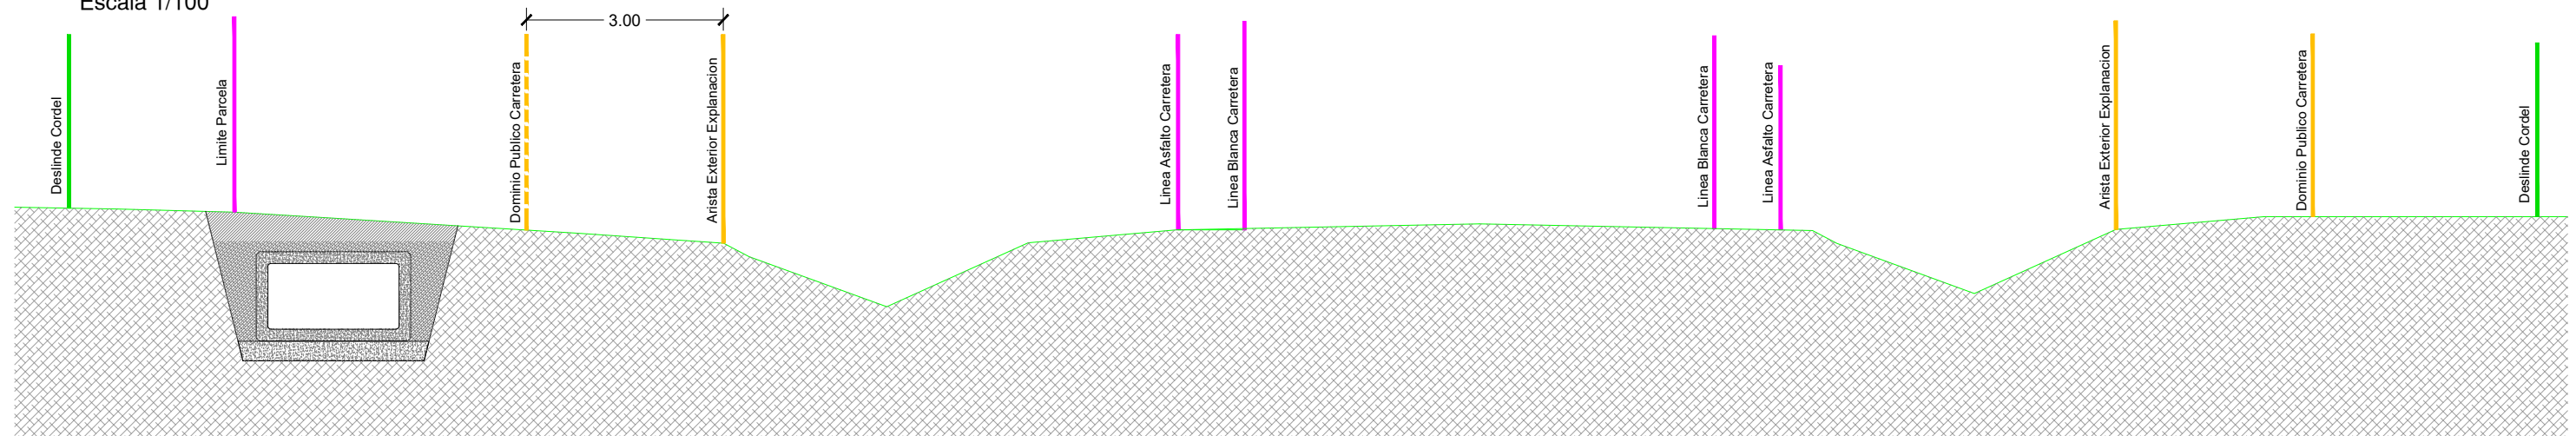 Escala 1/100
3.00
Deslinde Cordel
Limite Parcela
Dominio Publico Carretera
Arista Exterior Explanacion
Linea Asfalto Carretera
Linea Blanca Carretera
Linea Blanca Carretera
Linea Asfalto Carretera
Arista Exterior Explanacion
Dominio Publico Carretera
Deslinde Cordel